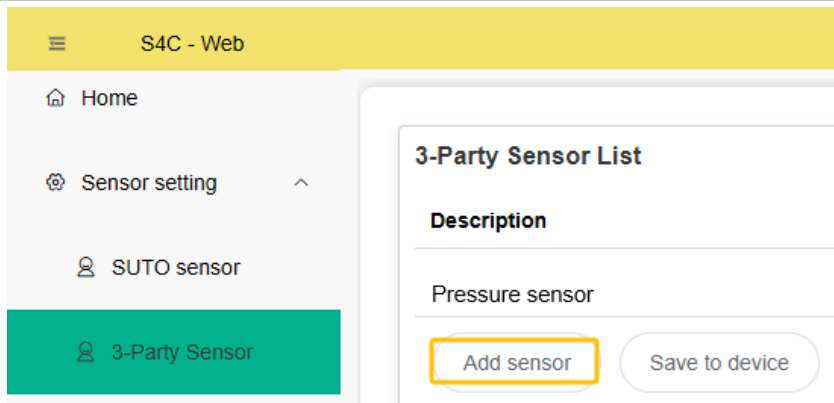 S4C - Web
Home
Sensor setting
SUTO sensor
3-Party Sensor
3-Party Sensor List
Description
Pressure sensor
Add sensor
Save to device